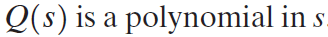 Q(s) is a polynomial in s.